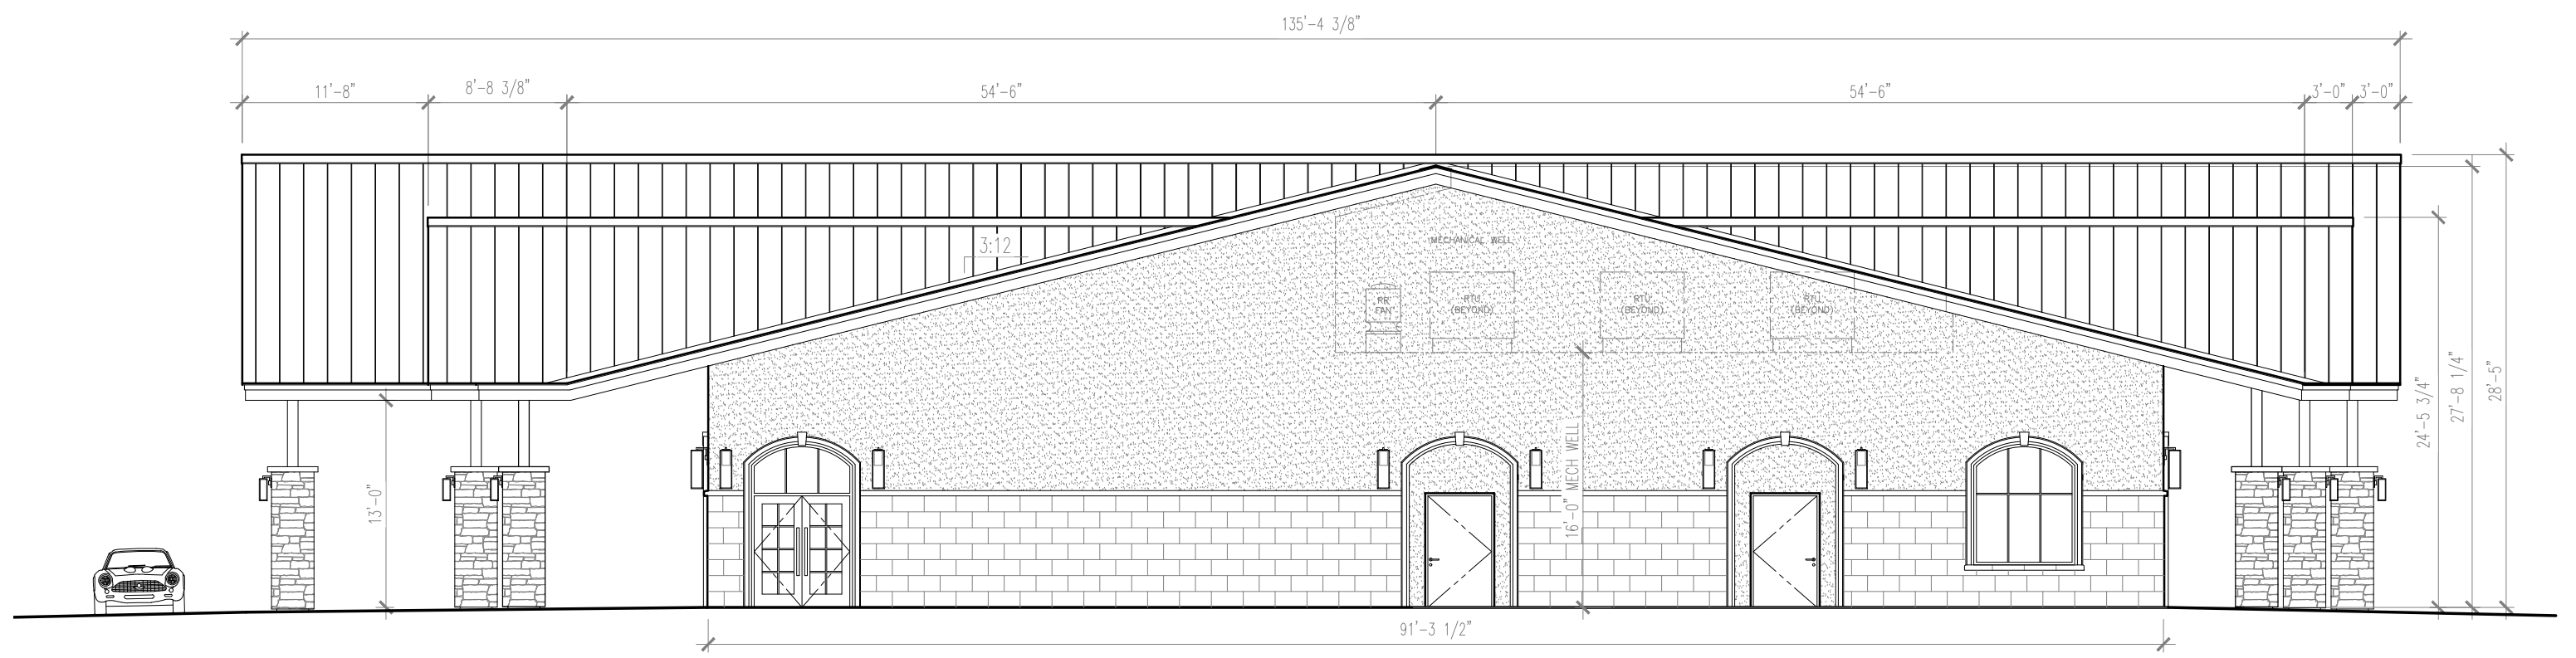 135'-4 3/8"
11'-8"
8'-8 3/8"
54'-6"
54'-6"
3'-0"
3'-0"
3:12
MECHANICAL WELL
RR
FAN
RTU
(BEYOND)
RTU
(BEYOND)
RTU
(BEYOND)
13'-0"
16'-0" MECH WELL
24'-5 3/4"
27'-8 1/4"
28'-5"
91'-3 1/2"